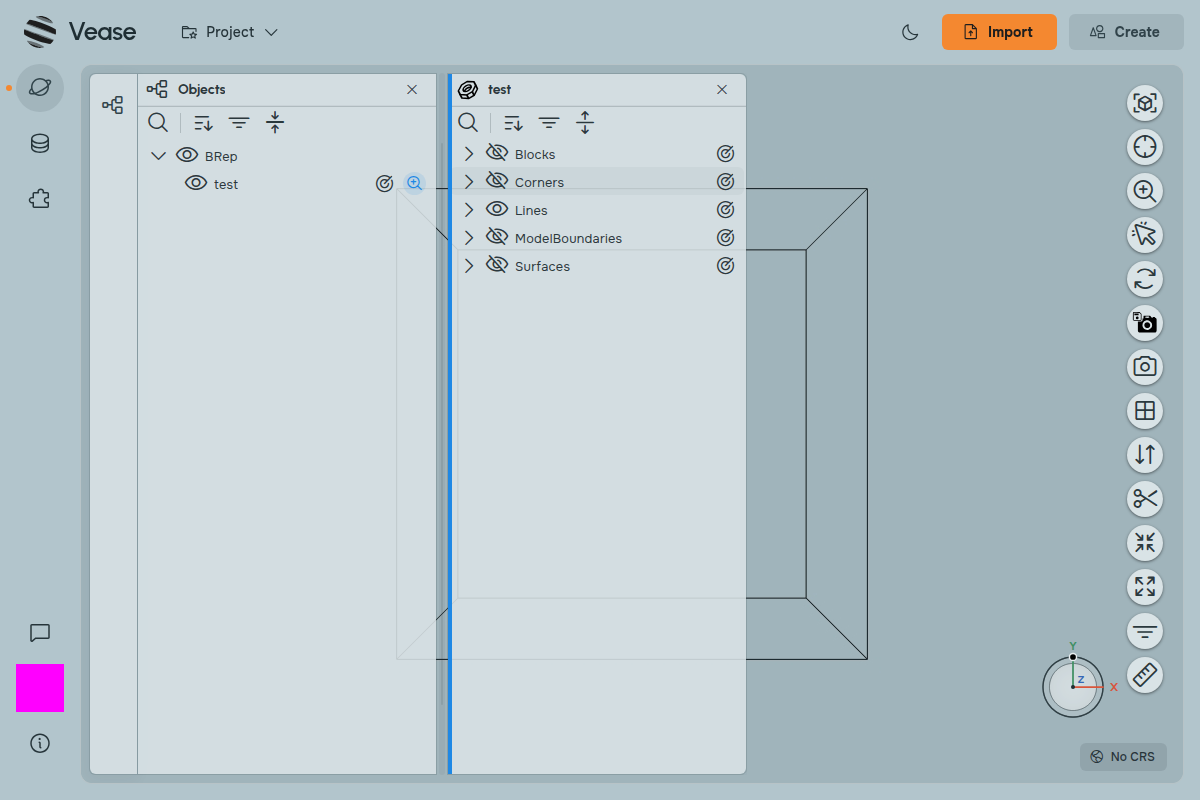 Vease
Project
Import
Create
Objects
BRep
test
test
Blocks
Corners
Lines
ModelBoundaries
Surfaces
Y
Z
X
No CRS